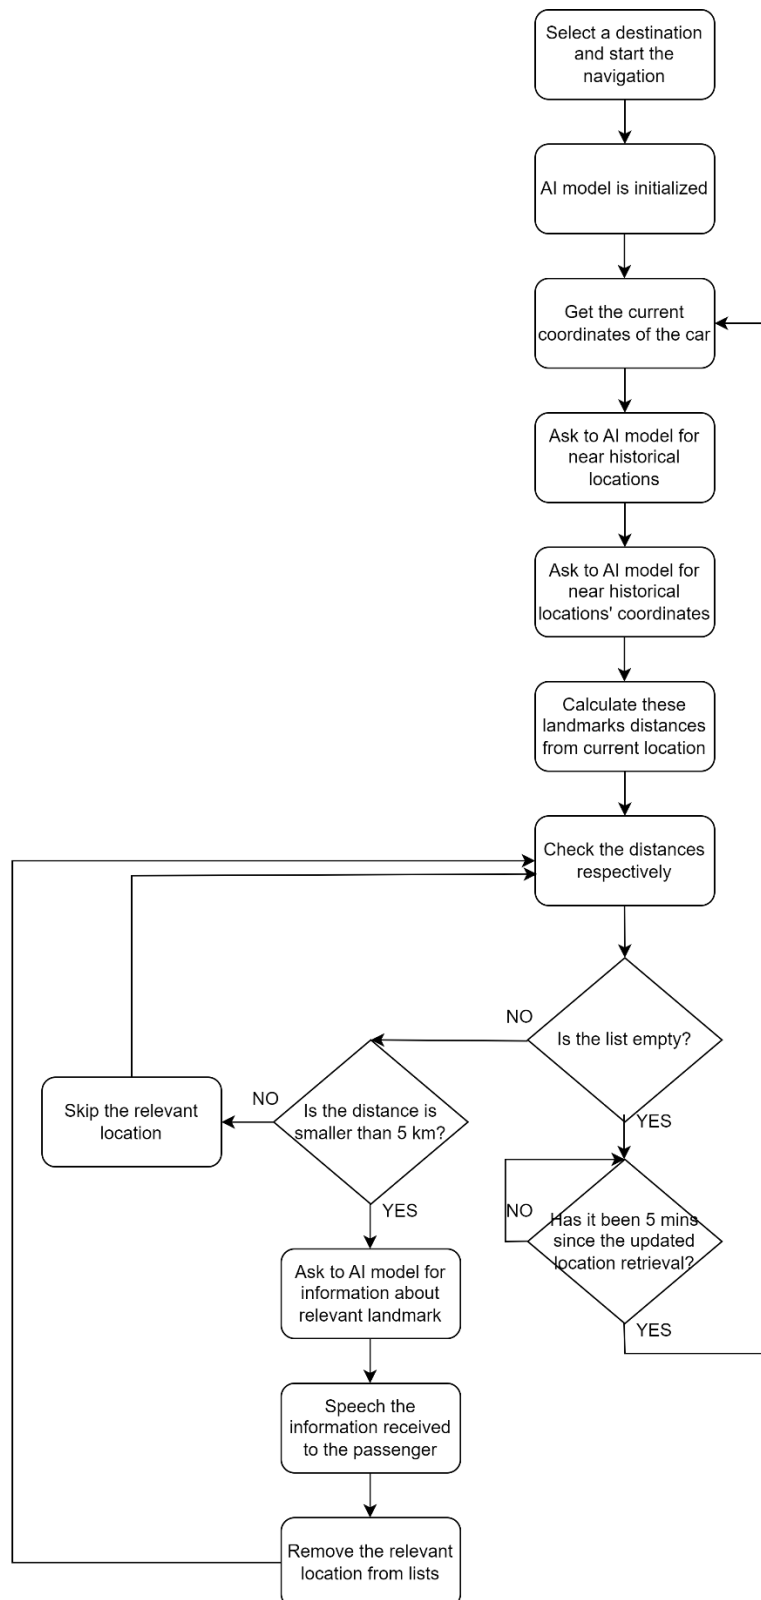 Select a destination
and start the
navigation
AI model is initialized
Get the current
coordinates of the car
Ask to AI model for
near historical
locations
Ask to AI model for
near historical
locations' coordinates
Calculate these
landmarks distances
from current location
Check the distances
respectively
NO
Is the list empty?
YES
NO
Is the distance is
smaller than 5 km?
YES
Skip the relevant
location
NO
Has it been 5 mins
since the updated
location retrieval?
YES
Ask to AI model for
information about
relevant landmark
Speech the
information received
to the passenger
Remove the relevant
location from lists